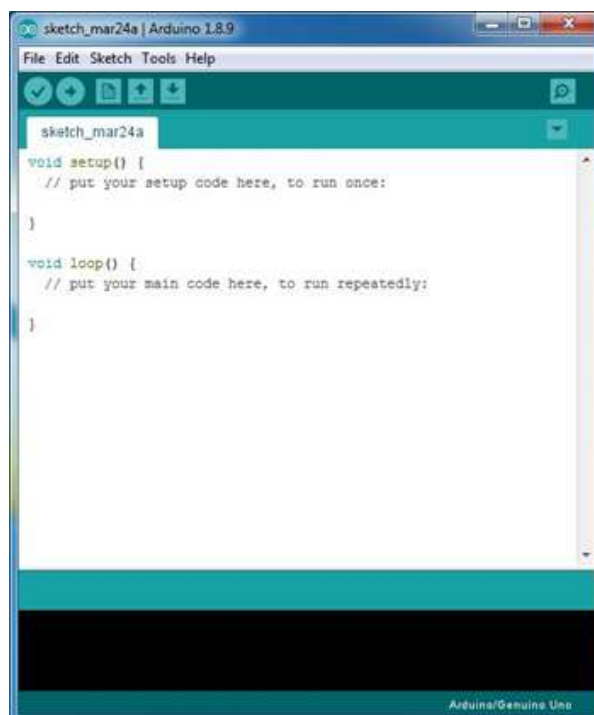 sketch_mar24a | Arduino 1.8.9
File Edit Sketch Tools Help
sketch_mar24a
void setup() {
// put your setup code here, to run once:
}
void loop() {
// put your main code here, to run repeatedly:
}
Arduino/Genuino Uno